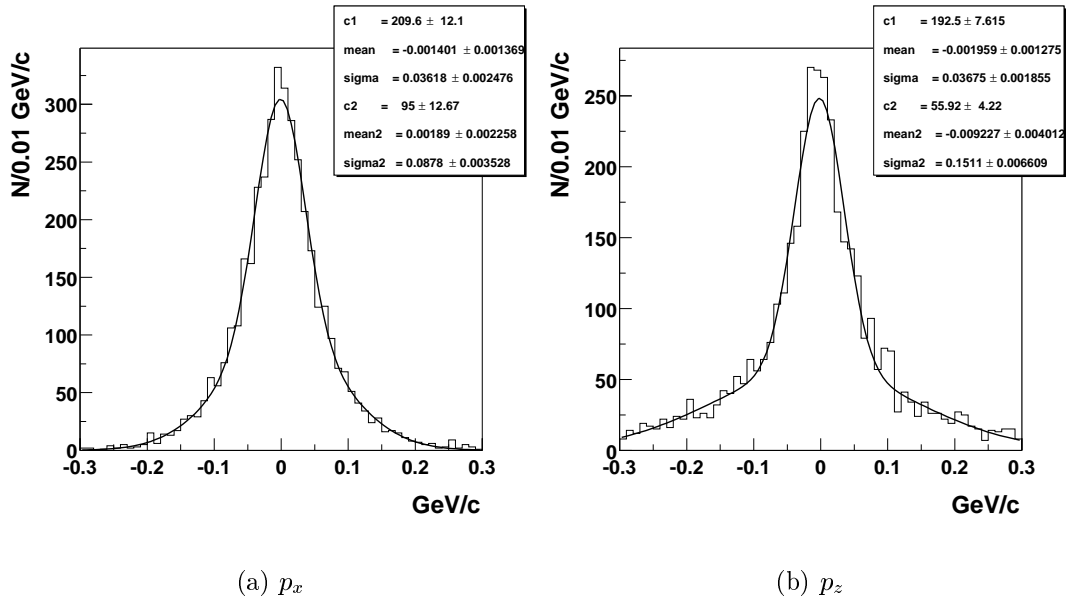 c1 = 209.6 ± 12.1
mean = -0.001401 ± 0.001369
sigma = 0.03618 ± 0.002476
c2 = 95 ± 12.67
mean2 = 0.00189 ± 0.002258
sigma2 = 0.0878 ± 0.003528
N/0.01 GeV/c
300
250
200
150
100
50
0
-0.3 -0.2 -0.1 0 0.1 0.2 0.3
GeV/c
(a) pₓ
c1 = 192.5 ± 7.615
mean = -0.001959 ± 0.001275
sigma = 0.03675 ± 0.001855
c2 = 55.92 ± 4.22
mean2 = -0.009227 ± 0.004012
sigma2 = 0.1511 ± 0.006609
N/0.01 GeV/c
250
200
150
100
50
0
-0.3 -0.2 -0.1 0 0.1 0.2 0.3
GeV/c
(b) p_z